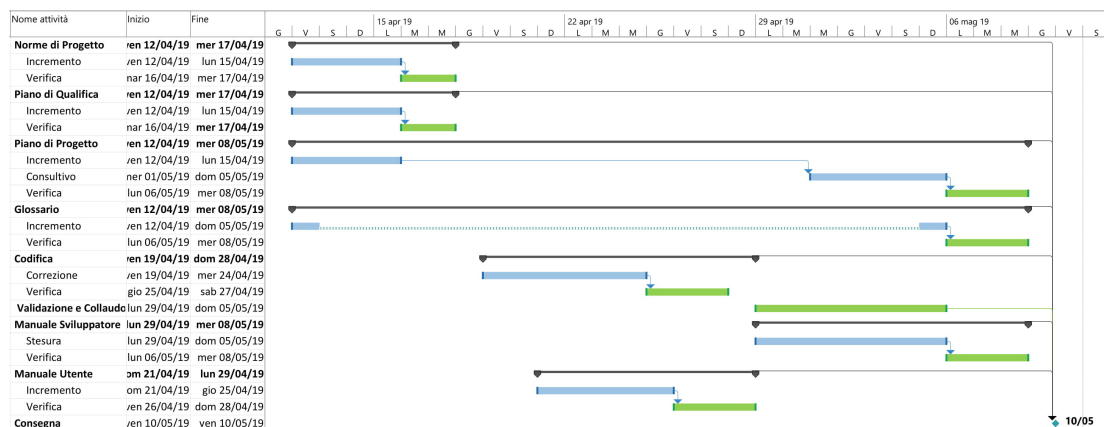 Nome attività Inizio Fine 15 apr 19 22 apr 19 29 apr 19 06 mag 19
G V S D L M M G V S D L M M G V S D L M M G V S D L M M G V S
Norme di Progetto ven 12/04/19 mer 17/04/19
Incremento ven 12/04/19 lun 15/04/19
Verifica mar 16/04/19 mer 17/04/19
Piano di Qualifica ven 12/04/19 mer 17/04/19
Incremento ven 12/04/19 lun 15/04/19
Verifica mar 16/04/19 mer 17/04/19
Piano di Progetto ven 12/04/19 mer 08/05/19
Incremento ven 12/04/19 lun 15/04/19
Consultivo mer 01/05/19 dom 05/05/19
Verifica lun 06/05/19 mer 08/05/19
Glossario ven 12/04/19 mer 08/05/19
Incremento ven 12/04/19 dom 05/05/19
Verifica lun 06/05/19 mer 08/05/19
Codifica ven 19/04/19 dom 28/04/19
Correzione ven 19/04/19 mer 24/04/19
Verifica gio 25/04/19 sab 27/04/19
Validazione e Collaudo lun 29/04/19 dom 05/05/19
Manuale Sviluppatore lun 29/04/19 mer 08/05/19
Stesura lun 29/04/19 dom 05/05/19
Verifica lun 06/05/19 mer 08/05/19
Manuale Utente om 21/04/19 lun 29/04/19
Incremento om 21/04/19 gio 25/04/19
Verifica ven 26/04/19 dom 28/04/19
Consegna ven 10/05/19 ven 10/05/19 10/05